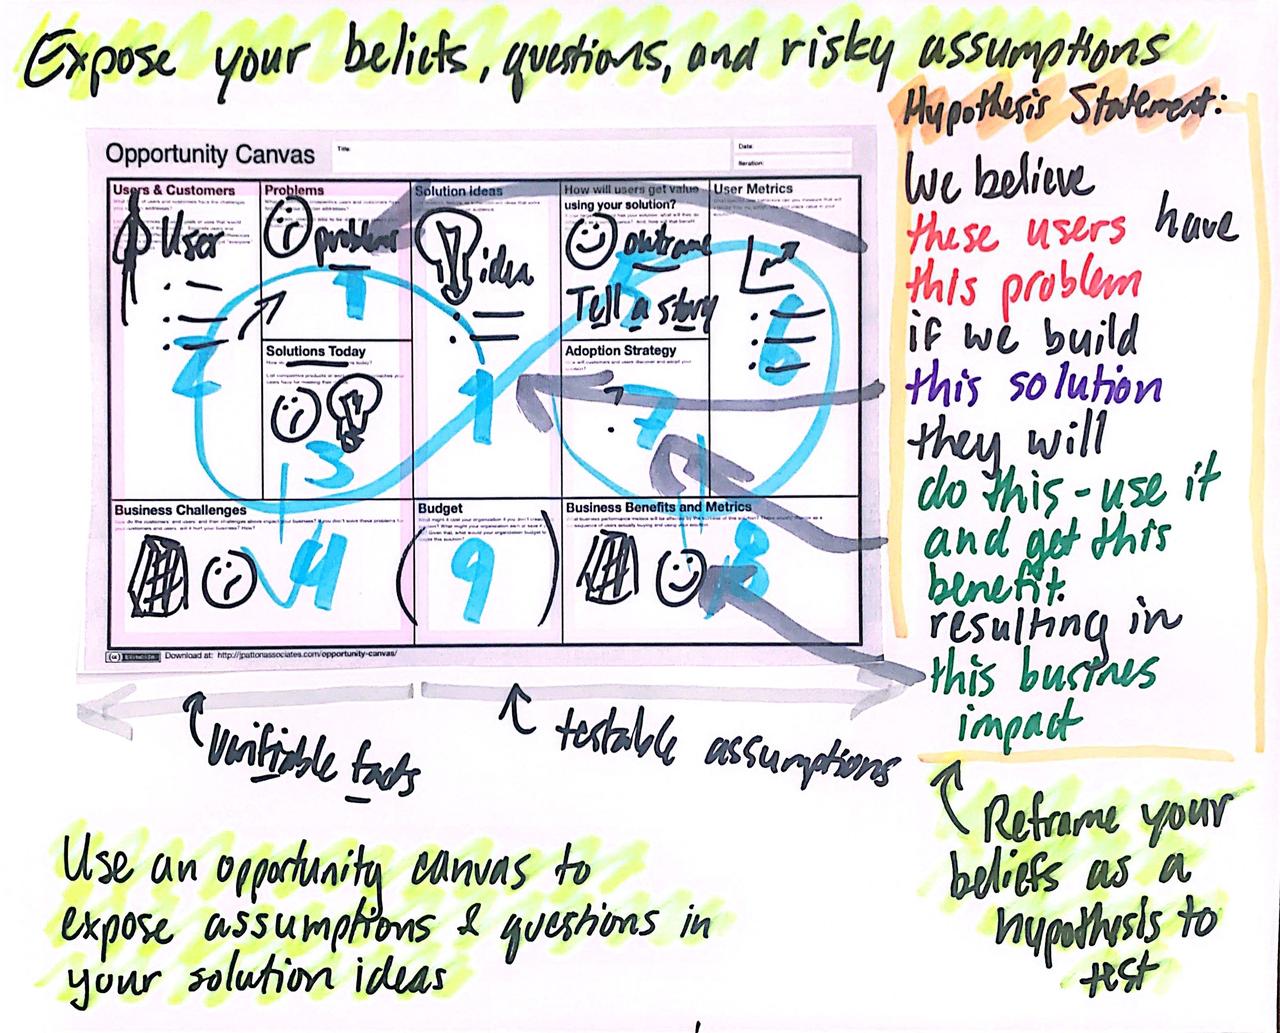 Expose your beliefs, questions, and risky assumptions
Opportunity Canvas
Title:
Date:
Iteration:
Users & Customers
User
Problems
problems
1
Solution Ideas
idea
1
How will users get value
using your solution?
outcome
Tell a story
5
User Metrics
6
2
Solutions Today
3
Adoption Strategy
7
Business Challenges
4
Budget
9
Business Benefits and Metrics
8
Download at: http://jpattonassociates.com/opportunity-canvas/
Hypothesis Statement:
We believe
these users have
this problem
if we build
this solution
they will
do this - use it
and get this
benefit.
resulting in
this busines
impact
verifiable facts
testable assumptions
Reframe your
beliefs as a
hypothesis to
test
Use an opportunity canvas to
expose assumptions & questions in
your solution ideas